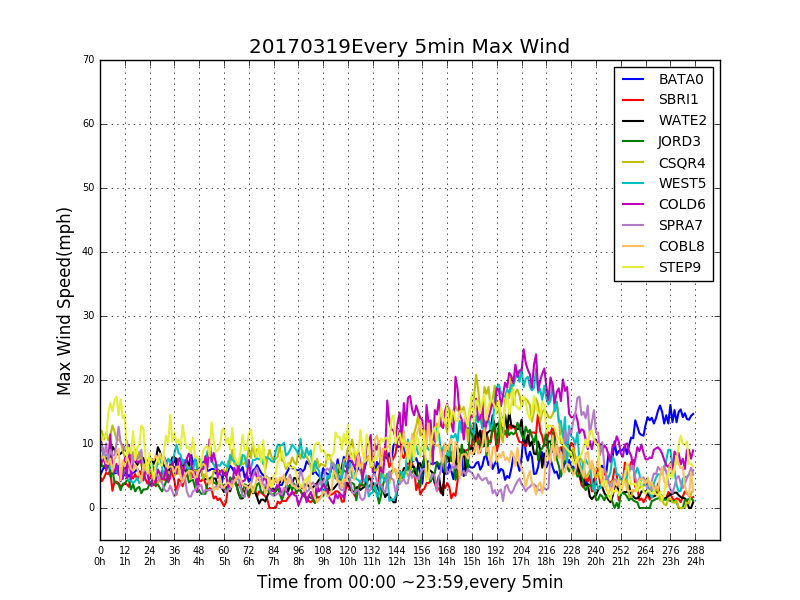 20170319Every 5min Max Wind
Max Wind Speed(mph)
70
60
50
40
30
20
10
0
BATA0
SBRI1
WATE2
JORD3
CSQR4
WEST5
COLD6
SPRA7
COBL8
STEP9
0 12 24 36 48 60 72 84 96 108 120 132 144 156 168 180 192 204 216 228 240 252 264 276 288
0h 1h 2h 3h 4h 5h 6h 7h 8h 9h 10h 11h 12h 13h 14h 15h 16h 17h 18h 19h 20h 21h 22h 23h 24h
Time from 00:00 ~23:59,every 5min